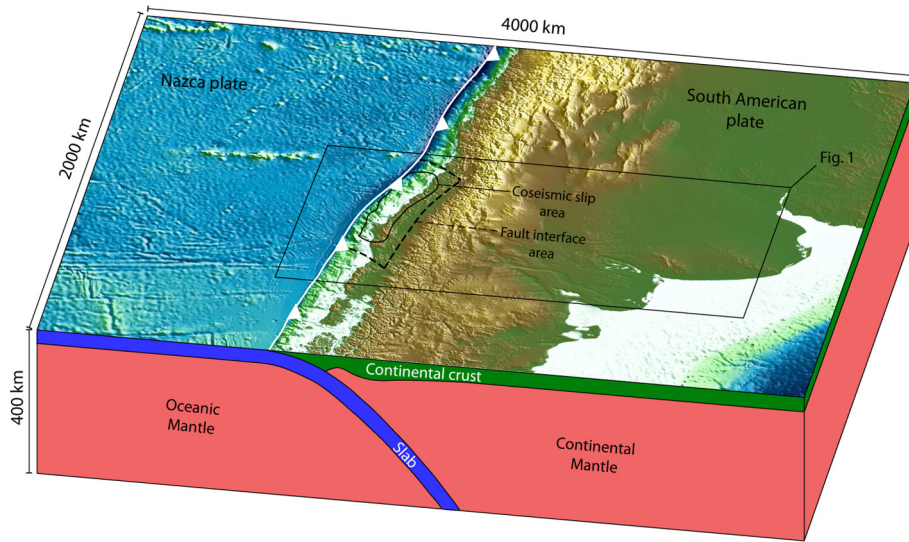 4000 km
Nazca plate
South American
plate
2000 km
Fig. 1
Coseismic slip
area
Fault interface
area
Continental crust
400 km
Oceanic
Mantle
Slab
Continental
Mantle